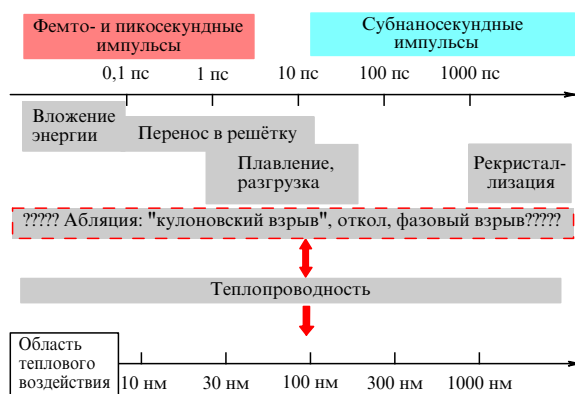 Фемто- и пикосекундные
импульсы
Субнаносекундные
импульсы
0,1 пс 1 пс 10 пс 100 пс 1000 пс
Вложение
энергии
Перенос в решётку
Плавление,
разгрузка
Рекристал-
лизация
????? Абляция: "кулоновский взрыв", откол, фазовый взрыв?????
Теплопроводность
Область
теплового
воздействия
10 нм 30 нм 100 нм 300 нм 1000 нм